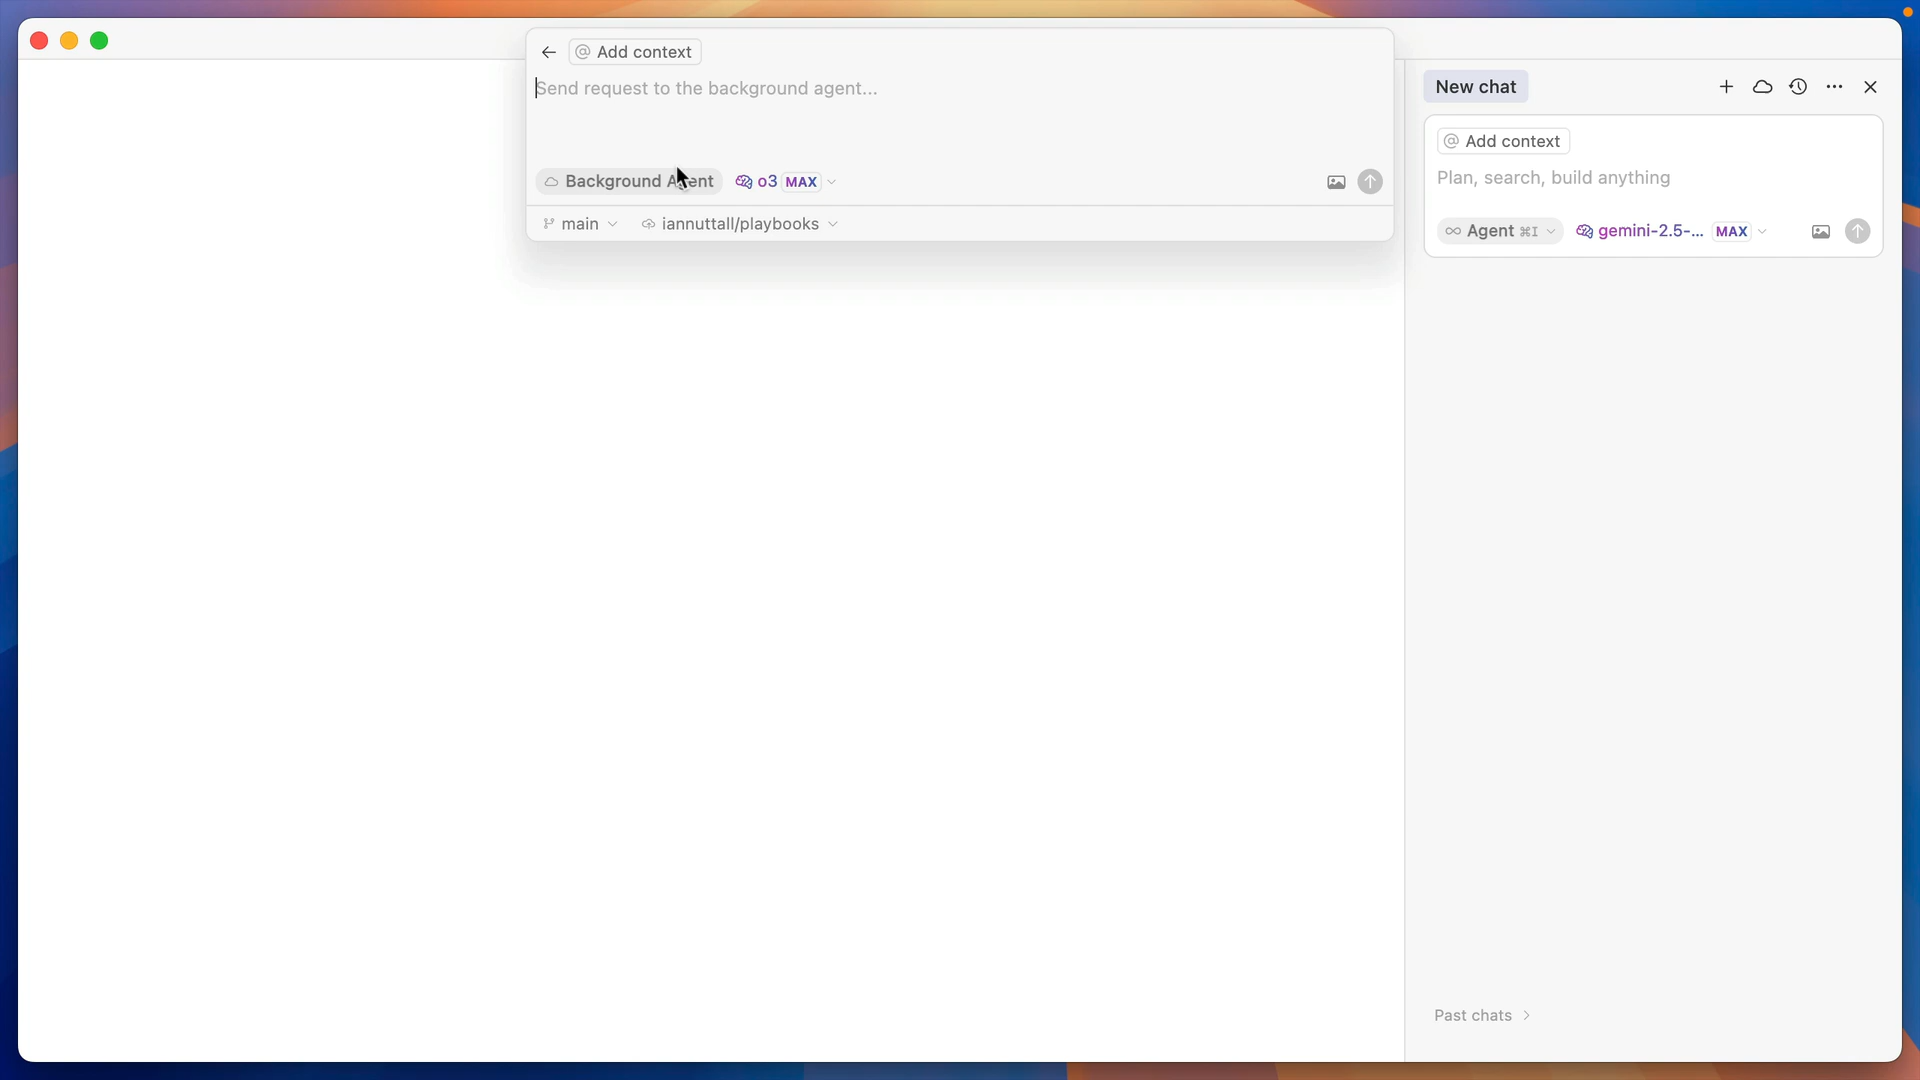 @ Add context
Send request to the background agent...
Background Agent o3 MAX
main iannuttall/playbooks
New chat
@ Add context
Plan, search, build anything
∞ Agent ⌘I gemini-2.5-... MAX
Past chats